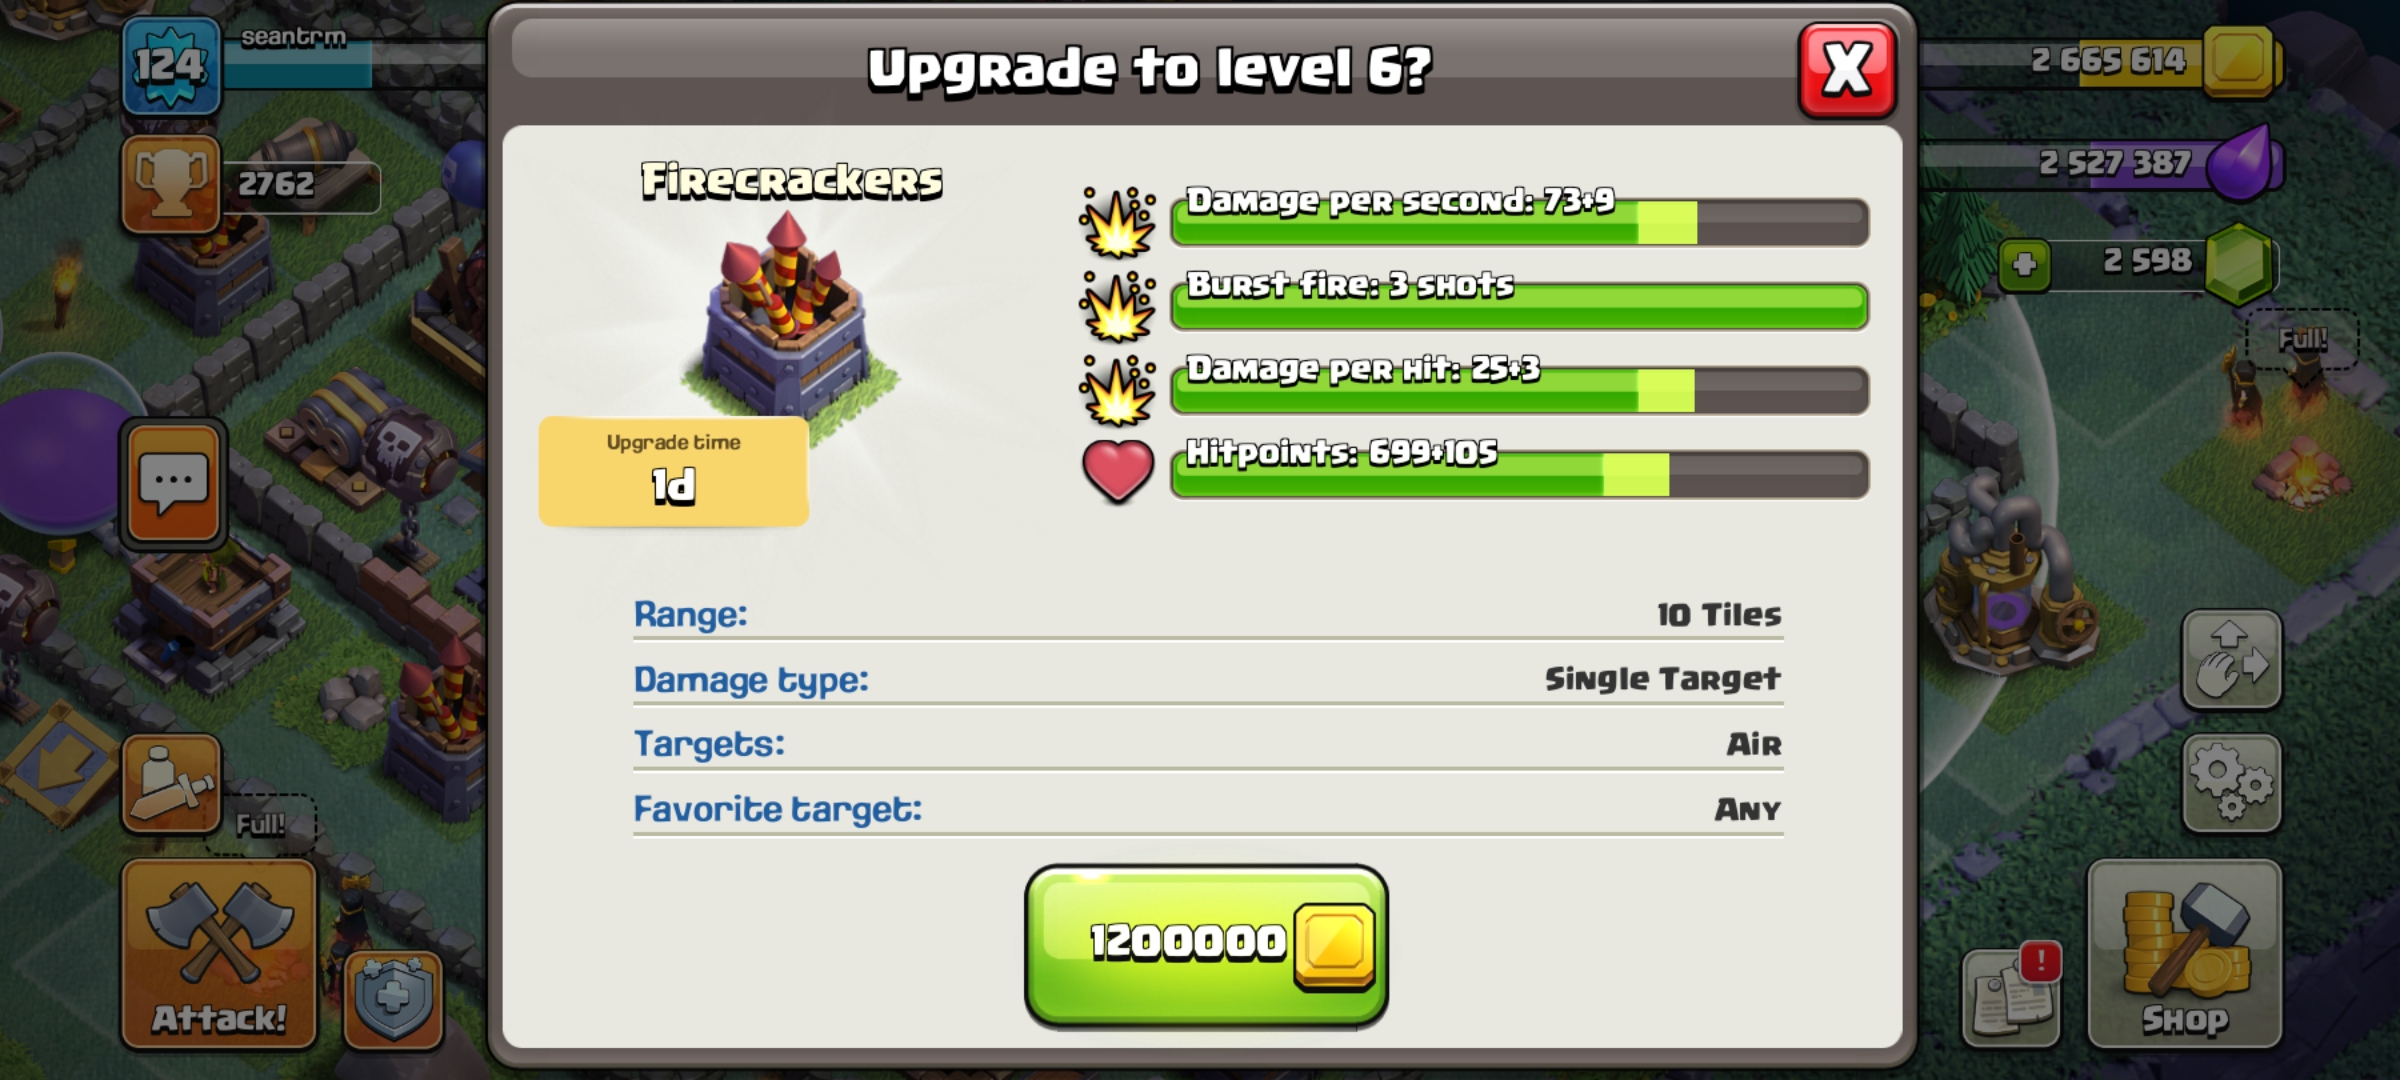 124
seantrm
2762
Full!
Attack!
Upgrade to level 6?
X
Firecrackers
Upgrade time
1d
Damage per second: 73+9
Burst fire: 3 shots
Damage per hit: 25+3
Hitpoints: 699+105
Range: 10 Tiles
Damage type: Single Target
Targets: Air
Favorite target: Any
1200000
2 665 614
2 527 387
2 598
Full!
!
Shop